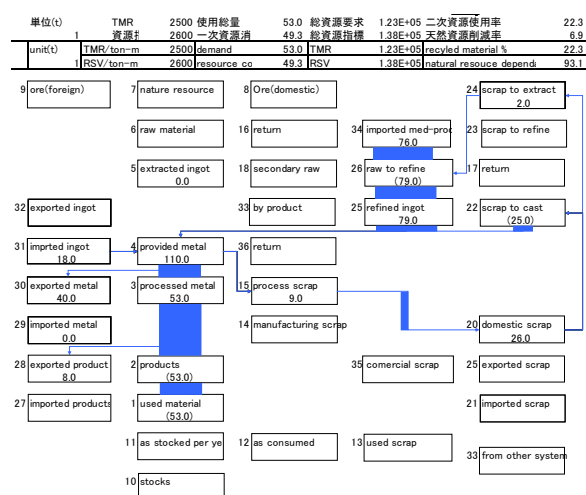 単位(t) TMR 2500 使用総量 53.0 総資源要求 1.23E+05 二次資源使用率 22.3
1 資源 2600 一次資源消 49.3 総資源指標 1.38E+05 天然資源削減率 6.9
unit(t) TMR/ton-m 2500 demand 53.0 TMR 1.23E+05 recyled material % 22.3
1 RSV/ton-m 2600 resource co 49.3 RSV 1.38E+05 natural resouce depend 93.1
9 ore(foreign) 7 nature resource 8 Ore(domestic) 24 scrap to extract
2.0
6 raw material 16 return 34 imported med-proc 23 scrap to refine
76.0
5 extracted ingot 18 secondary raw 26 raw to refine 17 return
0.0 (79.0)
32 exported ingot 33 by product 25 refined ingot 22 scrap to cast
79.0 (25.0)
31 imprted ingot 4 provided metal 36 return
18.0 110.0
30 exported metal 3 processed metal 15 process scrap
40.0 53.0 9.0
29 imported metal 14 manufacturing scrap 20 domestic scrap
0.0 26.0
28 exported product 2 products 35 comercial scrap 25 exported scrap
8.0 (53.0)
27 imported products 1 used material 21 imported scrap
(53.0)
11 as stocked per ye 12 as consumed 13 used scrap 33 from other system
10 stocks